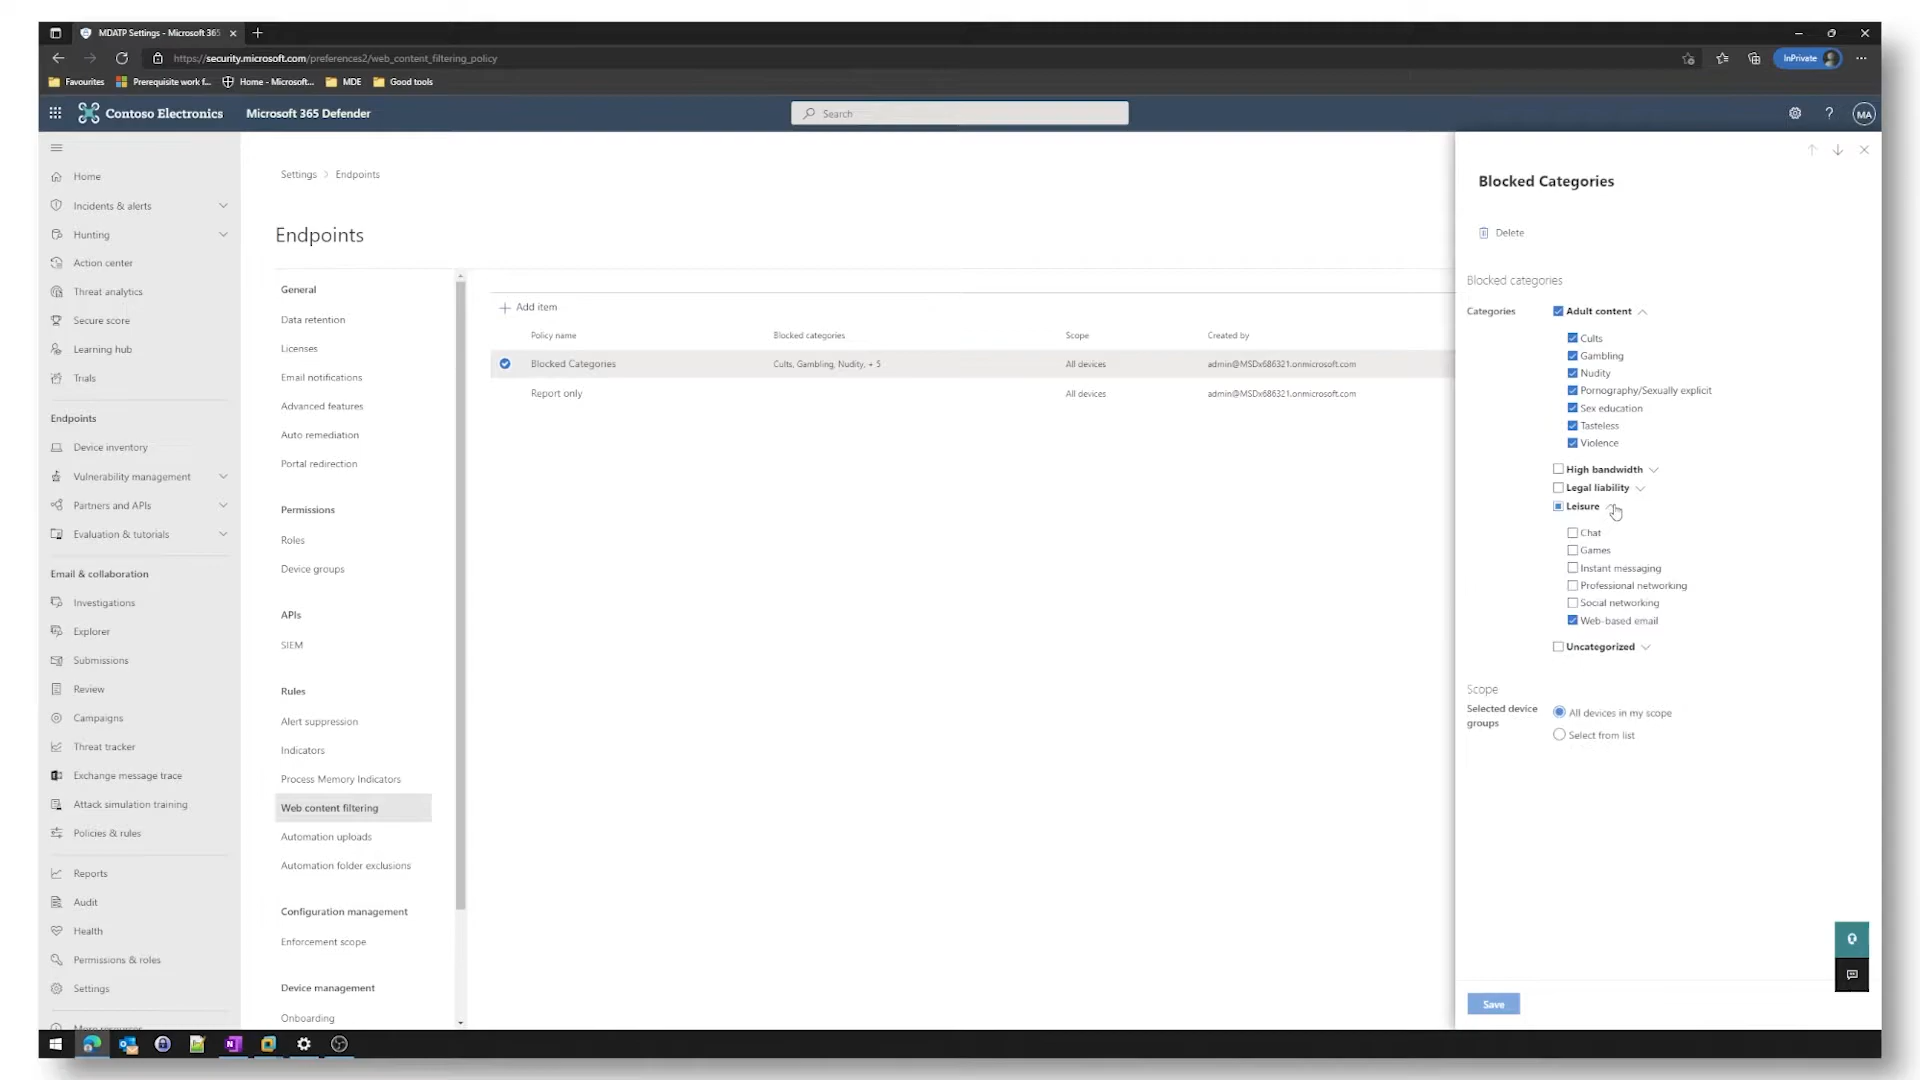 MDATP Settings - Microsoft 365
https://security.microsoft.com/preferences2/web_content_filtering_policy
InPrivate
Favourites
Prerequisite work f...
Home - Microsoft...
MDE
Good tools
Contoso Electronics
Microsoft 365 Defender
Search
?
MA
Home
Incidents & alerts
Hunting
Action center
Threat analytics
Secure score
Learning hub
Trials
Endpoints
Device inventory
Vulnerability management
Partners and APIs
Evaluation & tutorials
Email & collaboration
Investigations
Explorer
Submissions
Review
Campaigns
Threat tracker
Exchange message trace
Attack simulation training
Policies & rules
Reports
Audit
Health
Permissions & roles
Settings
More resources
Settings > Endpoints
Endpoints
General
Data retention
Licenses
Email notifications
Advanced features
Auto remediation
Portal redirection
Permissions
Roles
Device groups
APIs
SIEM
Rules
Alert suppression
Indicators
Process Memory Indicators
Web content filtering
Automation uploads
Automation folder exclusions
Configuration management
Enforcement scope
Device management
Onboarding
Add item
Policy name Blocked categories Scope Created by
Blocked Categories Cults, Gambling, Nudity, + 5 All devices admin@MSDx686321.onmicrosoft.com
Report only All devices admin@MSDx686321.onmicrosoft.com
Blocked Categories
Delete
Blocked categories
Categories
Adult content
Cults
Gambling
Nudity
Pornography/Sexually explicit
Sex education
Tasteless
Violence
High bandwidth
Legal liability
Leisure
Chat
Games
Instant messaging
Professional networking
Social networking
Web-based email
Uncategorized
Scope
Selected device
groups
All devices in my scope
Select from list
Save